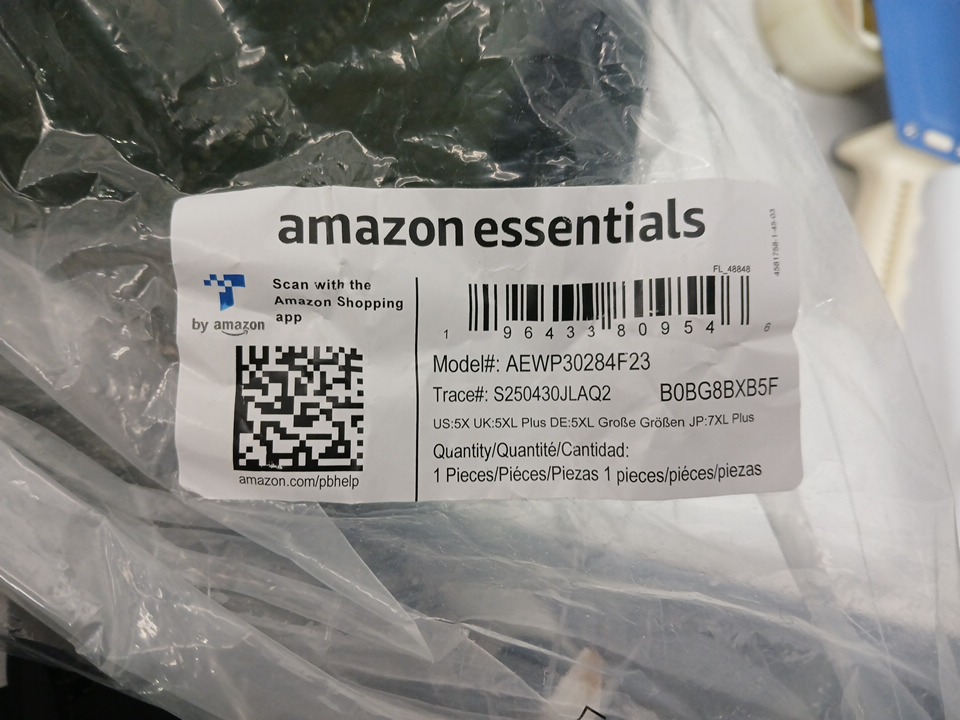 amazon essentials
4581758-1-43-03
by amazon
Scan with the
Amazon Shopping
app
amazon.com/pbhelp
FL_48848
1 96433 80954 6
Model#: AEWP30284F23
Trace#: S250430JLAQ2 B0BG8BXB5F
US:5X UK:5XL Plus DE:5XL Große Größen JP:7XL Plus
Quantity/Quantité/Cantidad:
1 Pieces/Piéces/Piezas 1 pieces/piéces/piezas